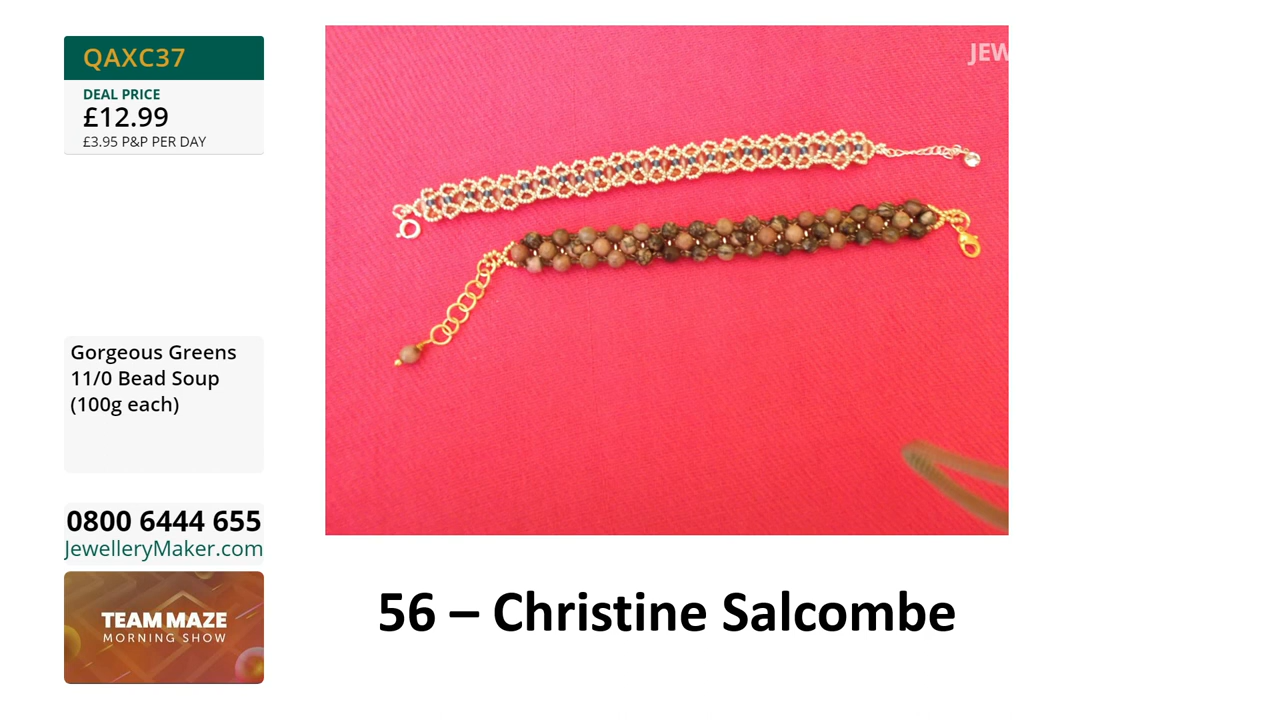 QAXC37
DEAL PRICE
£12.99
£3.95 P&P PER DAY
JEW
Gorgeous Greens
11/0 Bead Soup
(100g each)
0800 6444 655
JewelleryMaker.com
TEAM MAZE
MORNING SHOW
56 – Christine Salcombe